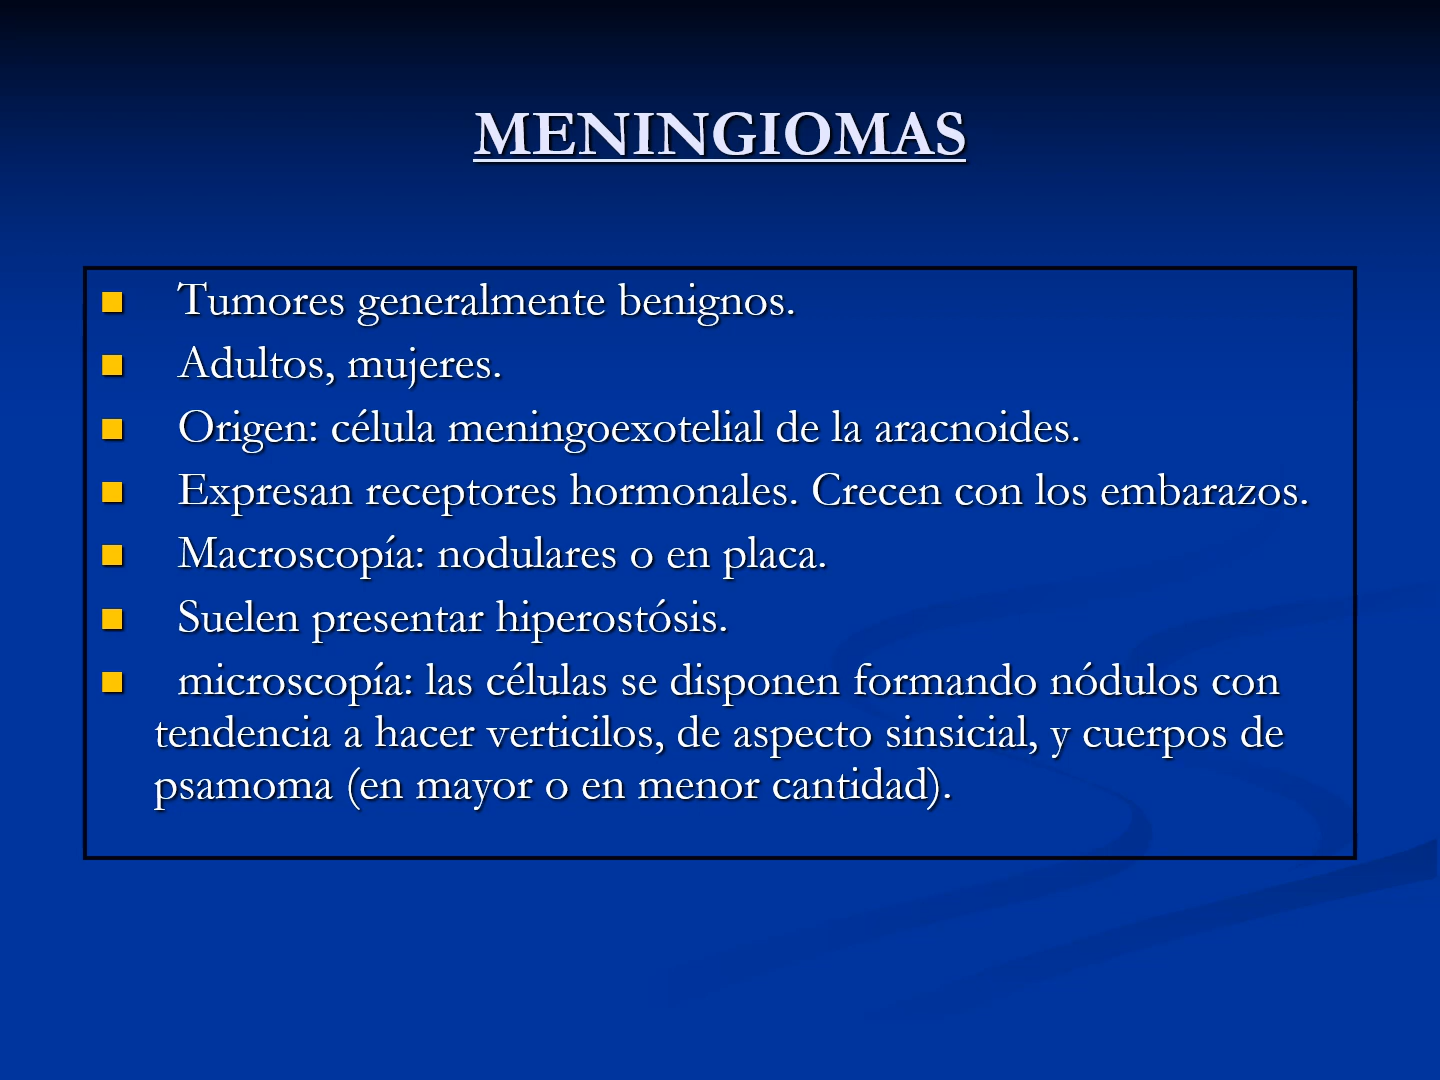 MENINGIOMAS
Tumores generalmente benignos.
Adultos, mujeres.
Origen: célula meningoexotelial de la aracnoides.
Expresan receptores hormonales. Crecen con los embarazos.
Macroscopía: nodulares o en placa.
Suelen presentar hiperostósis.
microscopía: las células se disponen formando nódulos con
tendencia a hacer verticilos, de aspecto sinsicial, y cuerpos de
psamoma (en mayor o en menor cantidad).